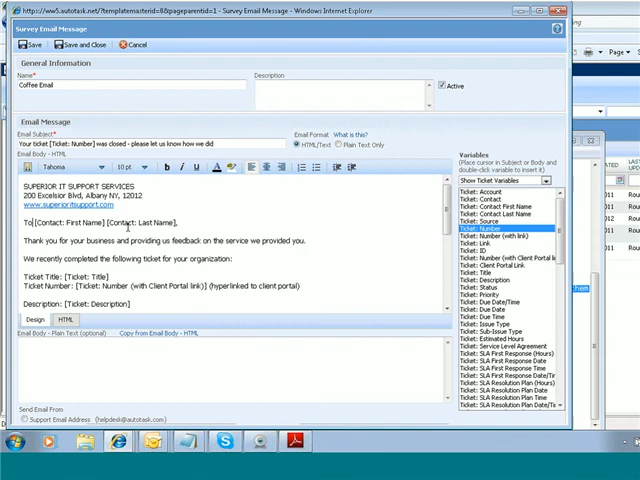 https://ww5.autotask.net/?templatemasterid=0&pageparentid=1 - Survey Email Message - Windows Internet Explorer
Survey Email Message
Save
Save and Close
Cancel
General Information
Name*
Description
Coffee Email
Active
Email Message
Email Subject*
Your ticket [Ticket: Number] was closed - please let us know how we did
Email Format What is this?
HTML/Text
Plain Text Only
Email Body - HTML
Tahoma
10 pt
SUPERIOR IT SUPPORT SERVICES
200 Excelsior Blvd, Albany NY, 12012
www.superioritsupport.com
To [Contact: First Name] [Contact: Last Name],
Thank you for your business and providing us feedback on the service we provided you.
We recently completed the following ticket for your organization:
Ticket Title: [Ticket: Title]
Ticket Number: [Ticket: Number (with Client Portal link)] (hyperlinked to client portal)
Description: [Ticket: Description]
Design
HTML
Email Body - Plain Text (optional)
Copy from Email Body - HTML
Send Email From
Support Email Address (helpdesk@autotask.com)
Variables
(Place cursor in Subject or Body and
double-click variable to insert it)
Show Ticket Variables
Ticket: Account
Ticket: Contact
Ticket: Contact First Name
Ticket: Contact Last Name
Ticket: Source
Ticket: Number
Ticket: Number (with link)
Ticket: Link
Ticket: ID
Ticket: Number (with Client Portal li
Ticket: Client Portal Link
Ticket: Title
Ticket: Description
Ticket: Status
Ticket: Priority
Ticket: Due Date/Time
Ticket: Due Date
Ticket: Due Time
Ticket: Issue Type
Ticket: Sub-Issue Type
Ticket: Estimated Hours
Ticket: Service Level Agreement
Ticket: SLA First Response (Hours)
Ticket: SLA First Response Date
Ticket: SLA First Response Time
Ticket: SLA First Response Date/Tir
Ticket: SLA Resolution Plan (Hours)
Ticket: SLA Resolution Plan Date
Ticket: SLA Resolution Plan Time
Ticket: SLA Resolution Plan Date/Tir
Page